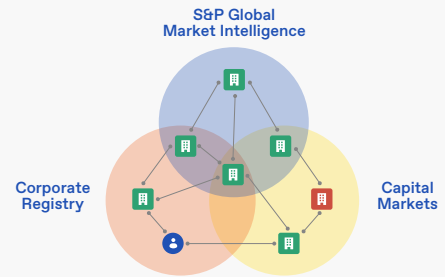 S&P Global
Market Intelligence
Corporate
Registry
Capital
Markets